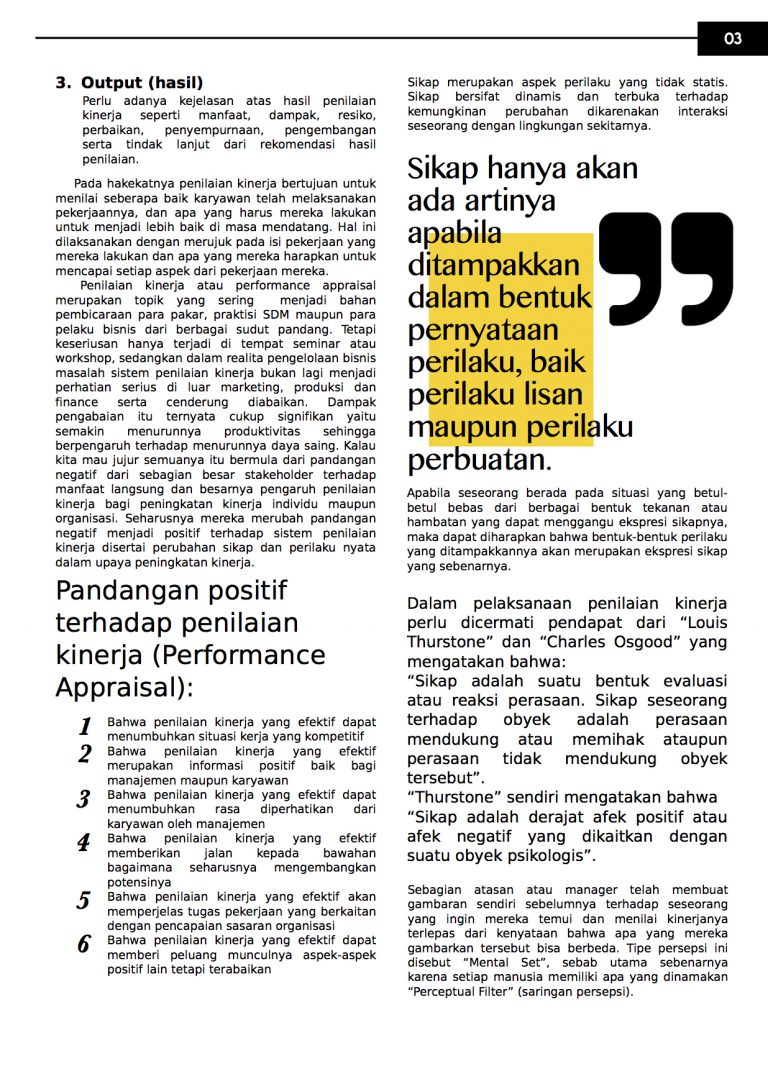 03
3. Output (hasil)
Perlu adanya kejelasan atas hasil penilaian
kinerja seperti manfaat, dampak, resiko,
perbaikan, penyempurnaan, pengembangan
serta tindak lanjut dari rekomendasi hasil
penilaian.
Pada hakekatnya penilaian kinerja bertujuan untuk
menilai seberapa baik karyawan telah melaksanakan
pekerjaannya, dan apa yang harus mereka lakukan
untuk menjadi lebih baik di masa mendatang. Hal ini
dilaksanakan dengan merujuk pada isi pekerjaan yang
mereka lakukan dan apa yang mereka harapkan untuk
mencapai setiap aspek dari pekerjaan mereka.
Penilaian kinerja atau performance appraisal
merupakan topik yang sering menjadi bahan
pembicaraan para pakar, praktisi SDM maupun para
pelaku bisnis dari berbagai sudut pandang. Tetapi
keseriusan hanya terjadi di tempat seminar atau
workshop, sedangkan dalam realita pengelolaan bisnis
masalah sistem penilaian kinerja bukan lagi menjadi
perhatian serius di luar marketing, produksi dan
finance serta cenderung diabaikan. Dampak
pengabaian itu ternyata cukup signifikan yaitu
semakin menurunnya produktivitas sehingga
berpengaruh terhadap menurunnya daya saing. Kalau
kita mau jujur semuanya itu bermula dari pandangan
negatif dari sebagian besar stakeholder terhadap
manfaat langsung dan besarnya pengaruh penilaian
kinerja bagi peningkatan kinerja individu maupun
organisasi. Seharusnya mereka merubah pandangan
negatif menjadi positif terhadap sistem penilaian
kinerja disertai perubahan sikap dan perilaku nyata
dalam upaya peningkatan kinerja.
Pandangan positif
terhadap penilaian
kinerja (Performance
Appraisal):
1 Bahwa penilaian kinerja yang efektif dapat
menumbuhkan situasi kerja yang kompetitif
2 Bahwa penilaian kinerja yang efektif
merupakan informasi positif baik bagi
manajemen maupun karyawan
3 Bahwa penilaian kinerja yang efektif dapat
menumbuhkan rasa diperhatikan dari
karyawan oleh manajemen
4 Bahwa penilaian kinerja yang efektif
memberikan jalan kepada bawahan
bagaimana seharusnya mengembangkan
potensinya
5 Bahwa penilaian kinerja yang efektif akan
memperjelas tugas pekerjaan yang berkaitan
dengan pencapaian sasaran organisasi
6 Bahwa penilaian kinerja yang efektif dapat
memberi peluang munculnya aspek-aspek
positif lain tetapi terabaikan
Sikap merupakan aspek perilaku yang tidak statis.
Sikap bersifat dinamis dan terbuka terhadap
kemungkinan perubahan dikarenakan interaksi
seseorang dengan lingkungan sekitarnya.
Sikap hanya akan
ada artinya
apabila
ditampakkan
dalam bentuk
pernyataan
perilaku, baik
perilaku lisan
maupun perilaku
perbuatan.
”
Apabila seseorang berada pada situasi yang betul-
betul bebas dari berbagai bentuk tekanan atau
hambatan yang dapat menggangu ekspresi sikapnya,
maka dapat diharapkan bahwa bentuk-bentuk perilaku
yang ditampakkannya akan merupakan ekspresi sikap
yang sebenarnya.
Dalam pelaksanaan penilaian kinerja
perlu dicermati pendapat dari “Louis
Thurstone” dan “Charles Osgood” yang
mengatakan bahwa:
“Sikap adalah suatu bentuk evaluasi
atau reaksi perasaan. Sikap seseorang
terhadap obyek adalah perasaan
mendukung atau memihak ataupun
perasaan tidak mendukung obyek
tersebut”.
“Thurstone” sendiri mengatakan bahwa
“Sikap adalah derajat afek positif atau
afek negatif yang dikaitkan dengan
suatu obyek psikologis”.
Sebagian atasan atau manager telah membuat
gambaran sendiri sebelumnya terhadap seseorang
yang ingin mereka temui dan menilai kinerjanya
terlepas dari kenyataan bahwa apa yang mereka
gambarkan tersebut bisa berbeda. Tipe persepsi ini
disebut “Mental Set”, sebab utama sebenarnya
karena setiap manusia memiliki apa yang dinamakan
“Perceptual Filter” (saringan persepsi).